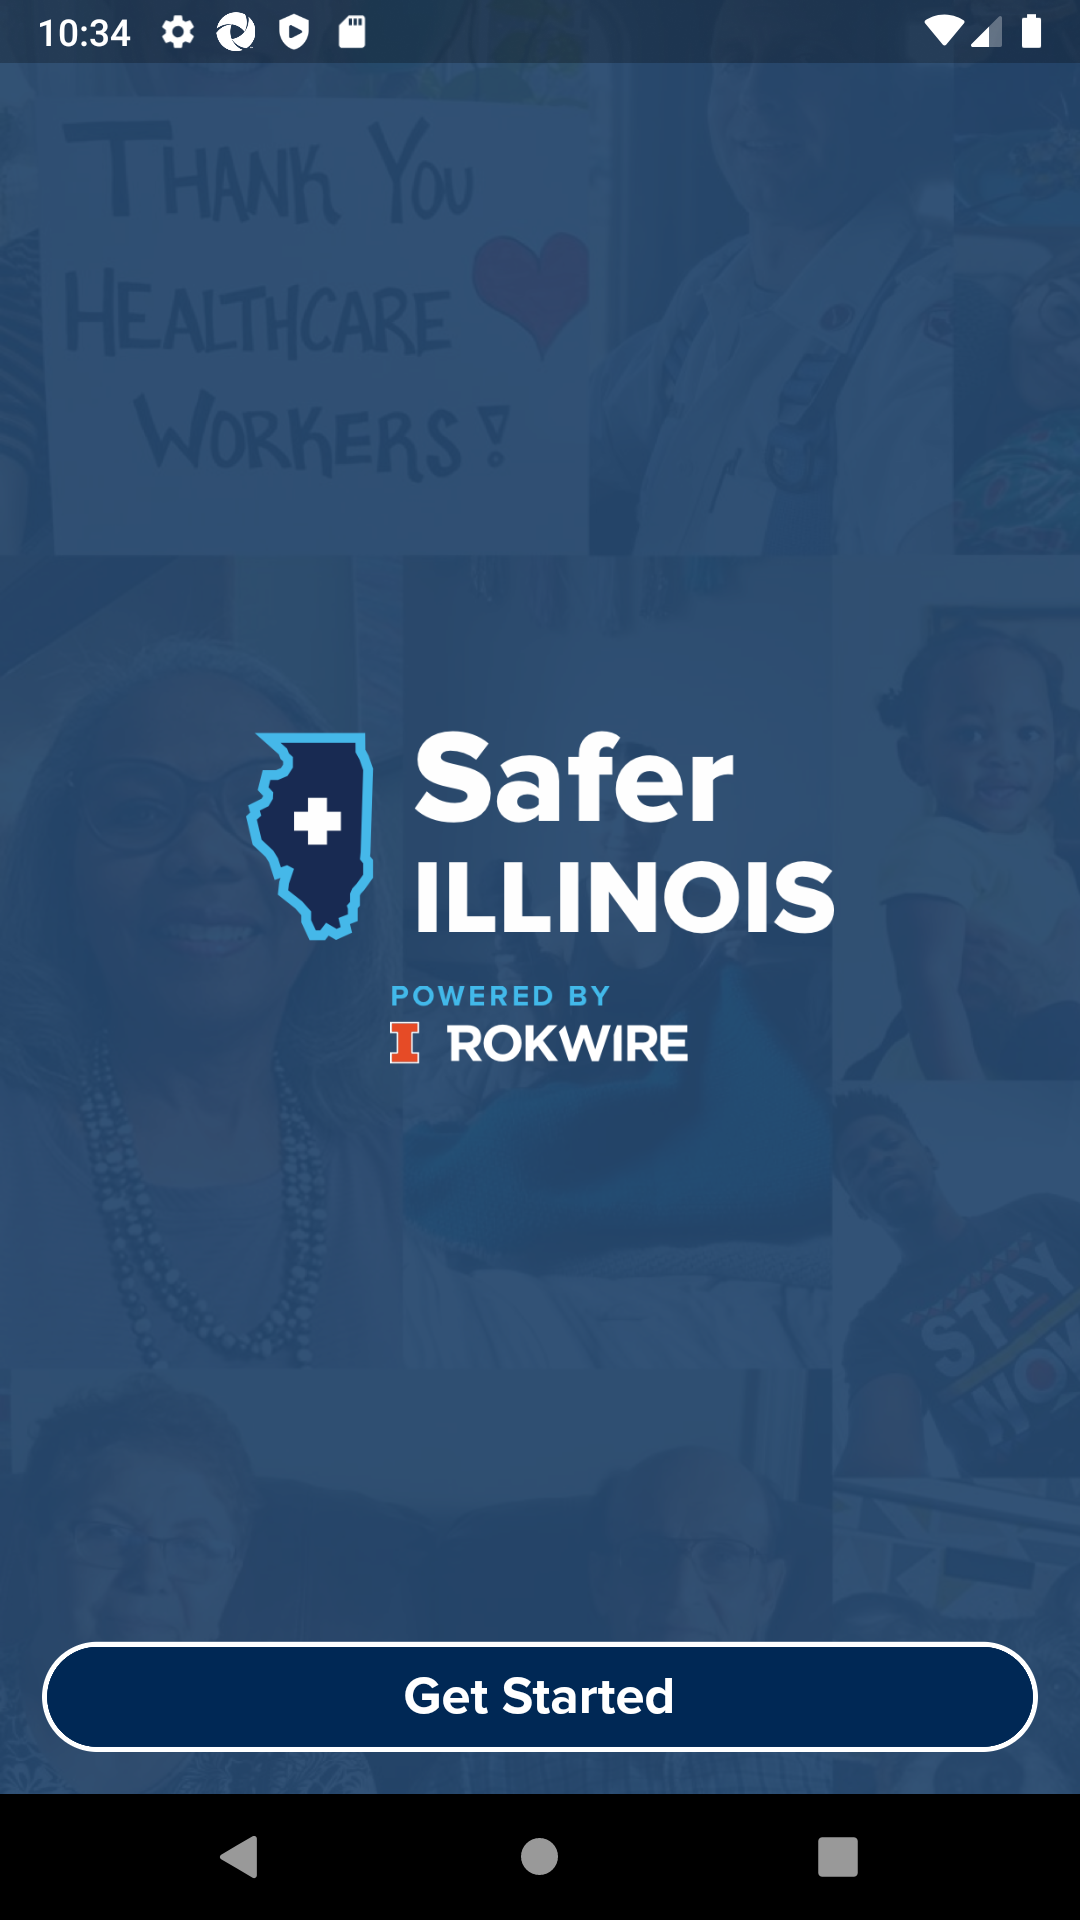 10:34
THANK YOU
HEALTHCARE
WORKERS!
Safer
ILLINOIS
POWERED BY
I ROKWIRE
STAY
Get Started